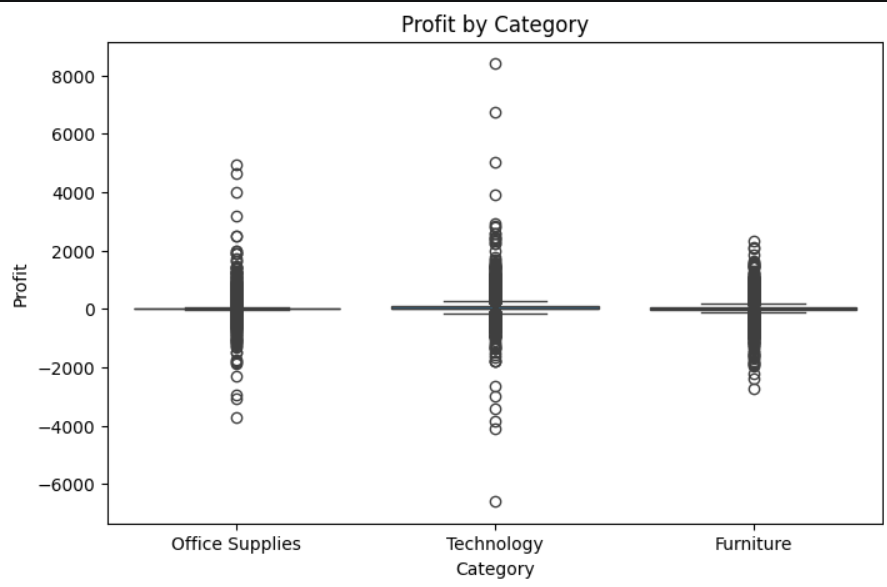 Profit by Category
8000
6000
4000
2000
0
−2000
−4000
−6000
Profit
Office Supplies
Technology
Furniture
Category